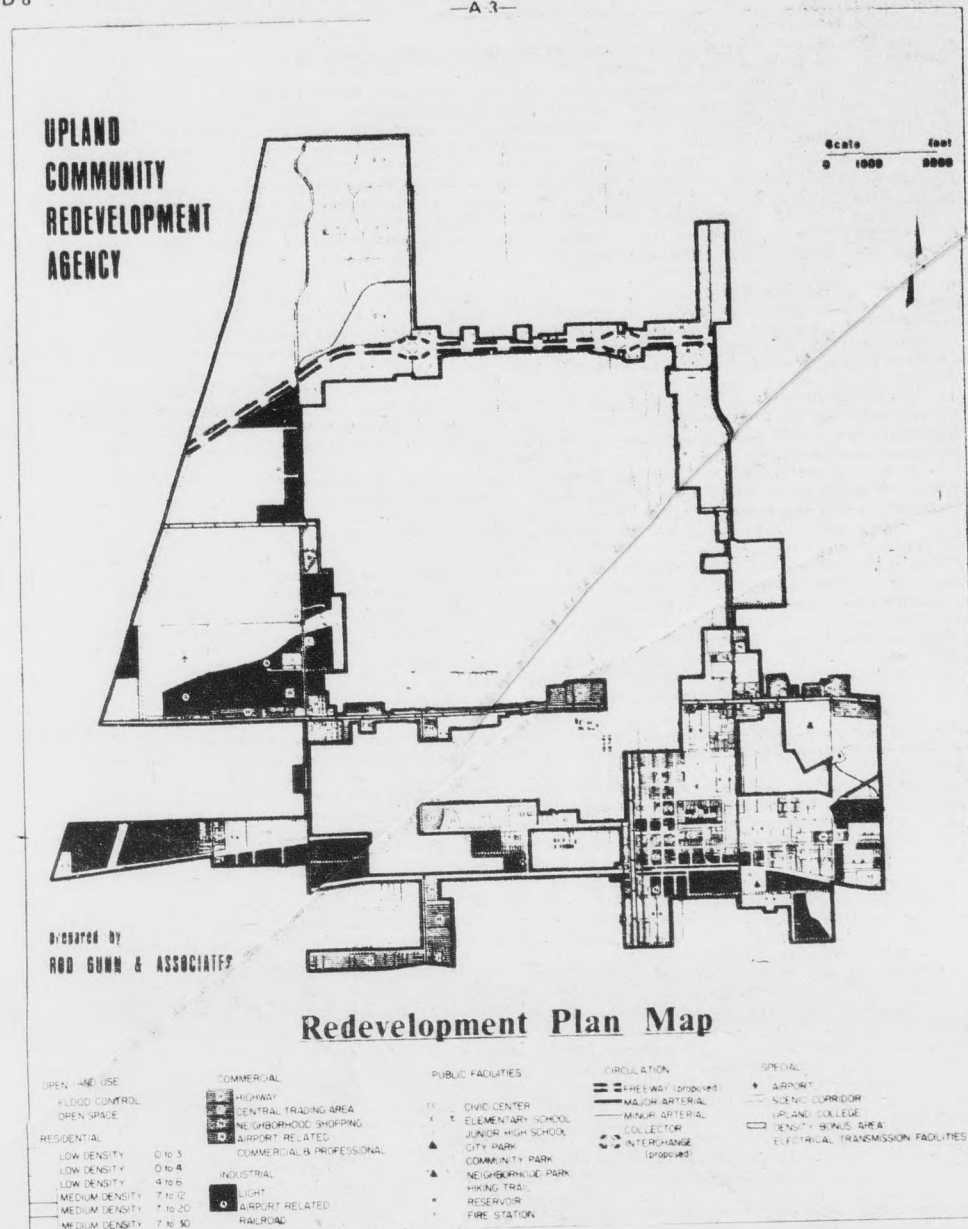 —A 3—
UPLAND
COMMUNITY
REDEVELOPMENT
AGENCY
Scale feet
0 1000
prepared by
ROD GUNN & ASSOCIATES
Redevelopment Plan Map
OPEN LAND USE
FLOOD CONTROL
OPEN SPACE
RESIDENTIAL
LOW DENSITY 0 to 3
LOW DENSITY 0 to 4
LOW DENSITY 4 to 6
MEDIUM DENSITY 7 to 12
MEDIUM DENSITY 7 to 20
MEDIUM DENSITY 7 to 30
COMMERCIAL
HIGHWAY
CENTRAL TRADING AREA
NEIGHBORHOOD SHOPPING
AIRPORT RELATED
COMMERCIAL & PROFESSIONAL
INDUSTRIAL
LIGHT
AIRPORT RELATED
RAILROAD
PUBLIC FACILITIES
CIVIC CENTER
ELEMENTARY SCHOOL
JUNIOR HIGH SCHOOL
CITY PARK
COMMUNITY PARK
NEIGHBORHOOD PARK
HIKING TRAIL
RESERVOIR
FIRE STATION
CIRCULATION
FREEWAY (proposed)
MAJOR ARTERIAL
MINOR ARTERIAL
COLLECTOR
INTERCHANGE
(proposed)
SPECIAL
AIRPORT
SCENIC CORRIDOR
UPLAND COLLEGE
DENSITY BONUS AREA
ELECTRICAL TRANSMISSION FACILITIES